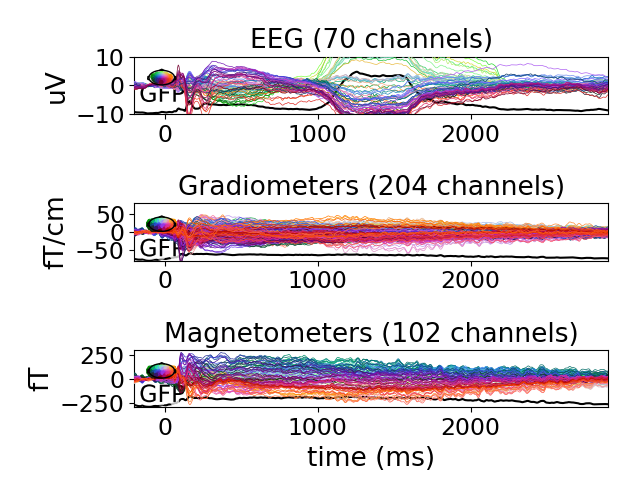 EEG (70 channels)
10
0
−10
uV
GFP
0 1000 2000
Gradiometers (204 channels)
50
0
−50
fT/cm
GFP
0 1000 2000
Magnetometers (102 channels)
250
0
−250
fT
GFP
0 1000 2000
time (ms)